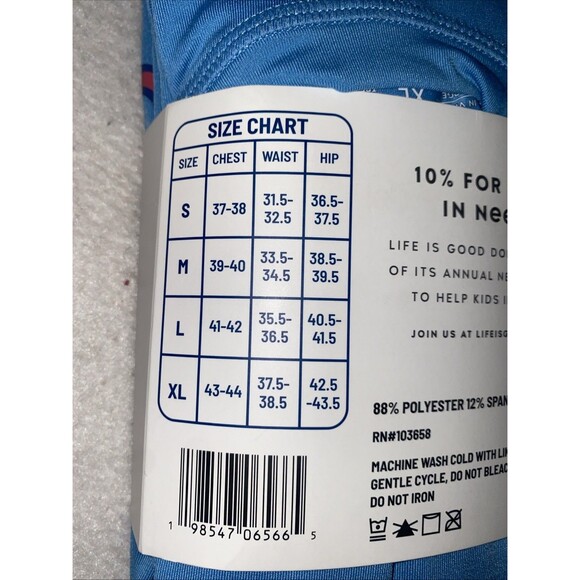 XL
SIZE CHART
SIZE CHEST WAIST HIP
S 37-38 31.5-32.5 36.5-37.5
M 39-40 33.5-34.5 38.5-39.5
L 41-42 35.5-36.5 40.5-41.5
XL 43-44 37.5-38.5 42.5-43.5
10% FOR
IN Nee
LIFE IS GOOD DO
OF ITS ANNUAL NE
TO HELP KIDS I
JOIN US AT LIFEISG
88% POLYESTER 12% SPAN
RN#103658
MACHINE WASH COLD WITH LI
GENTLE CYCLE, DO NOT BLEAC
DO NOT IRON
1 98547 06566 5